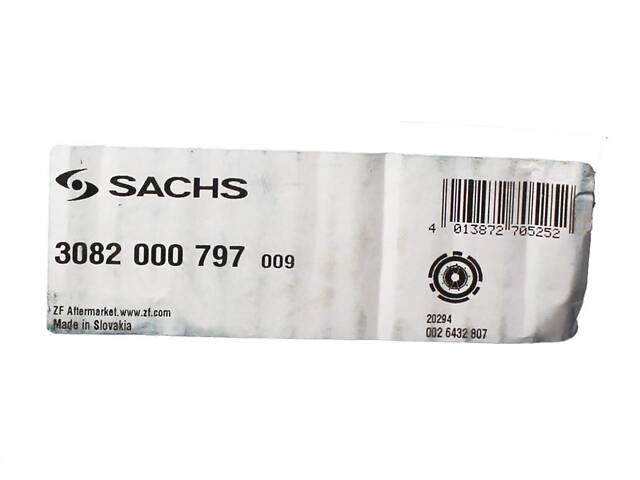 SACHS
3082 000 797 009
ZF Aftermarket.www.zf.com
Made in Slovakia
4 013872 705252
20294
002 6432 807